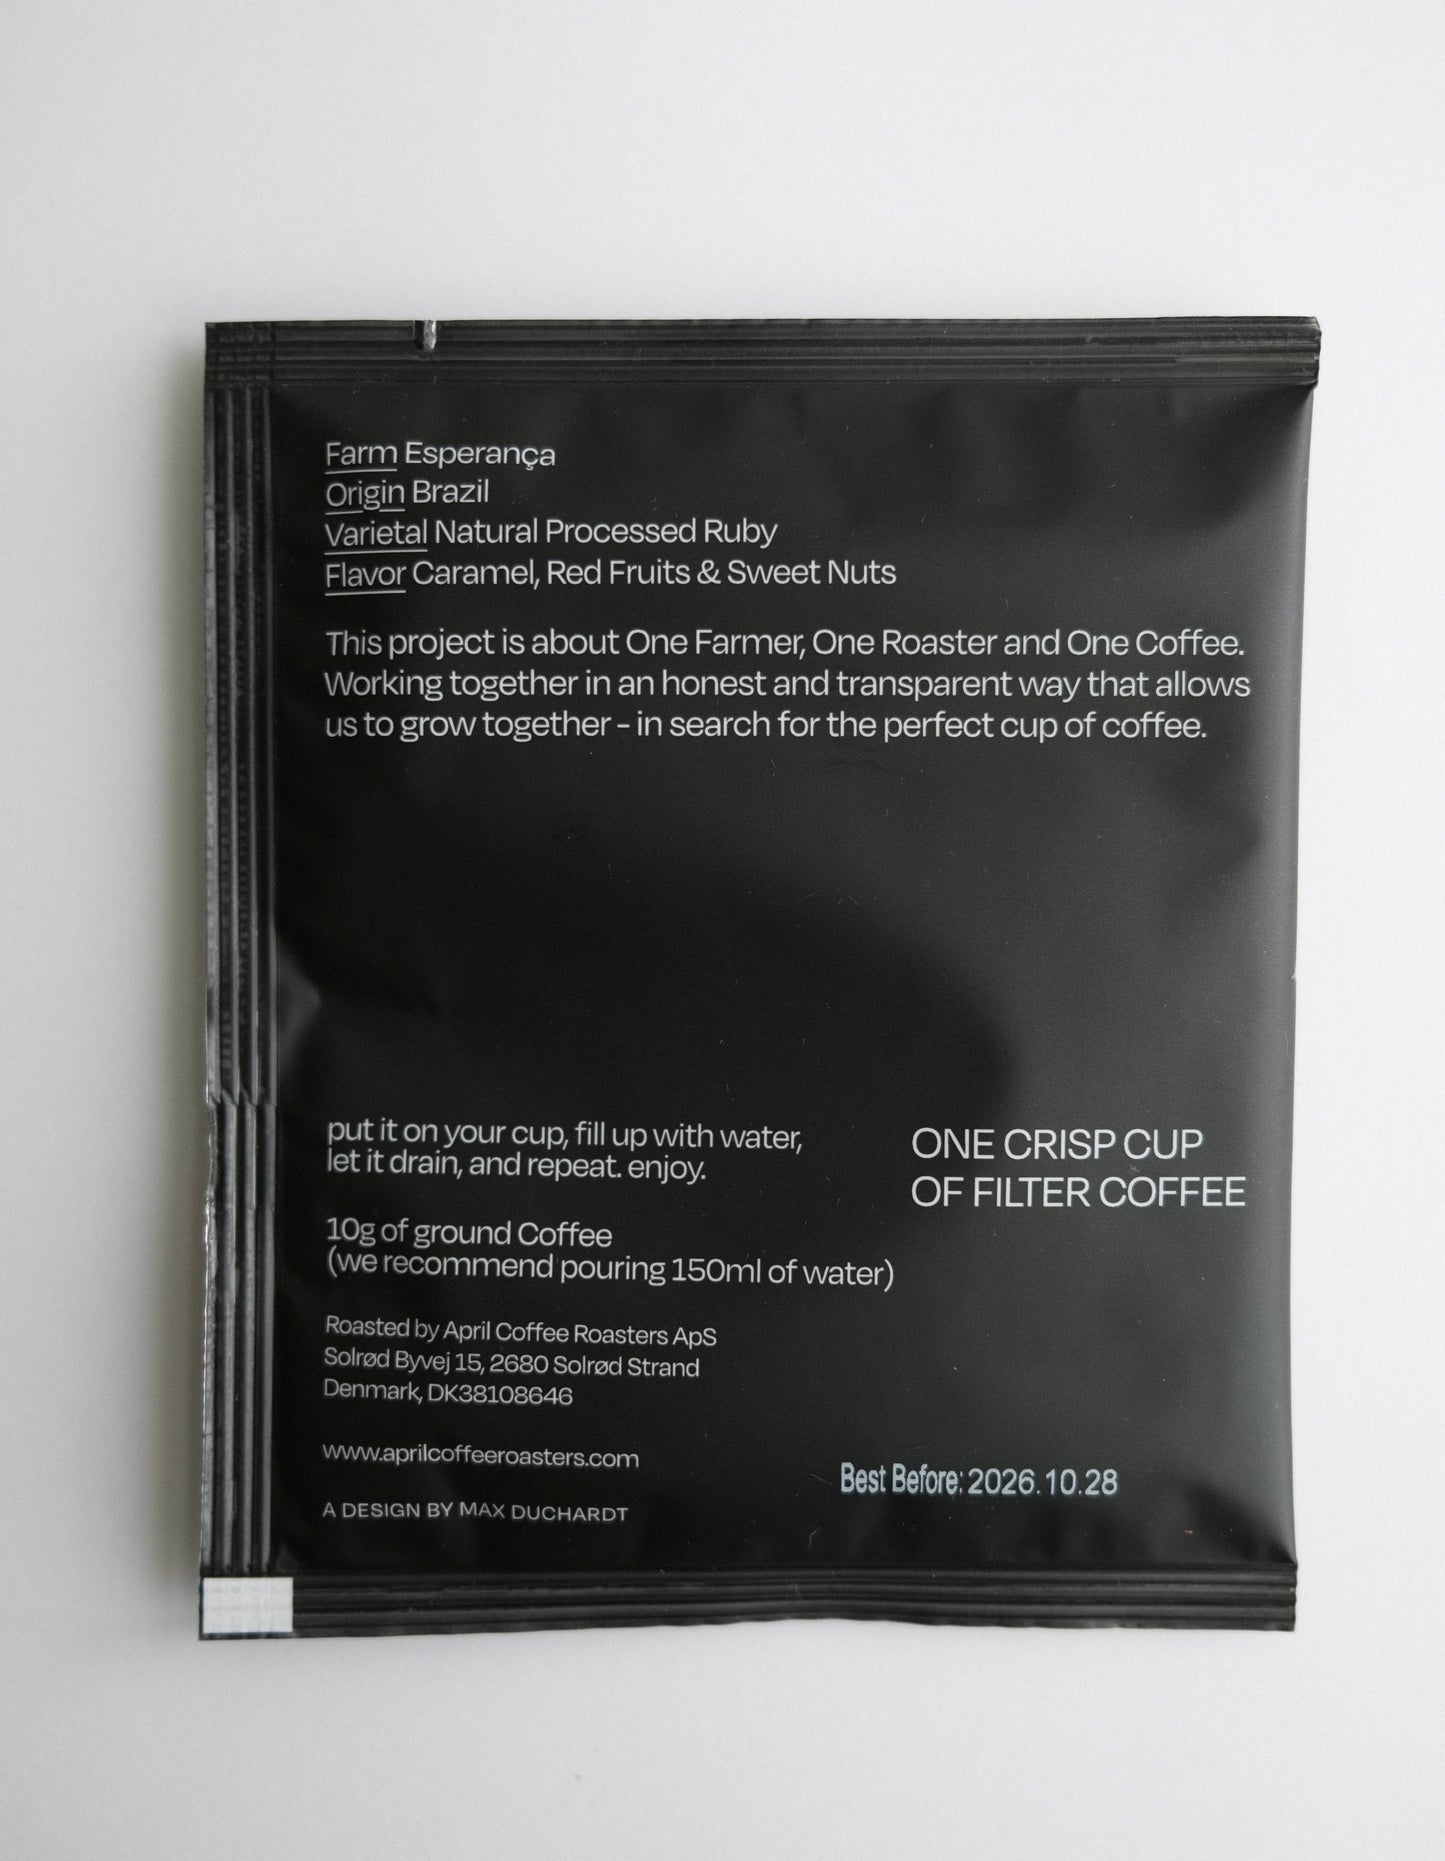 Farm Esperança
Origin Brazil
Varietal Natural Processed Ruby
Flavor Caramel, Red Fruits & Sweet Nuts
This project is about One Farmer, One Roaster and One Coffee.
Working together in an honest and transparent way that allows
us to grow together - in search for the perfect cup of coffee.
put it on your cup, fill up with water,
let it drain, and repeat. enjoy.
ONE CRISP CUP
OF FILTER COFFEE
10g of ground Coffee
(we recommend pouring 150ml of water)
Roasted by April Coffee Roasters ApS
Solrød Byvej 15, 2680 Solrød Strand
Denmark, DK38108646
www.aprilcoffeeroasters.com
Best Before: 2026.10.28
A DESIGN BY MAX DUCHARDT